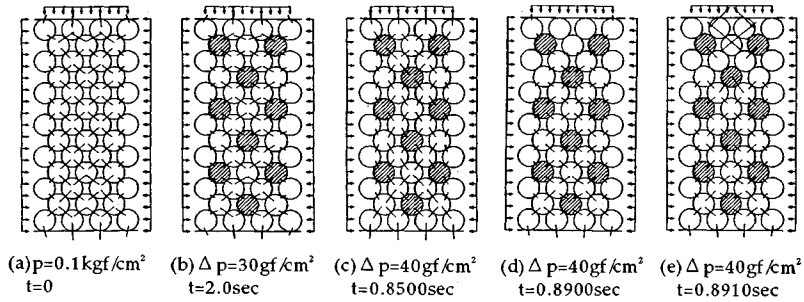 (a)p=0.1kgf/cm²
t=0
(b) Δp=30gf/cm²
t=2.0sec
(c) Δp=40gf/cm²
t=0.8500sec
(d) Δp=40gf/cm²
t=0.8900sec
(e) Δp=40gf/cm²
t=0.8910sec